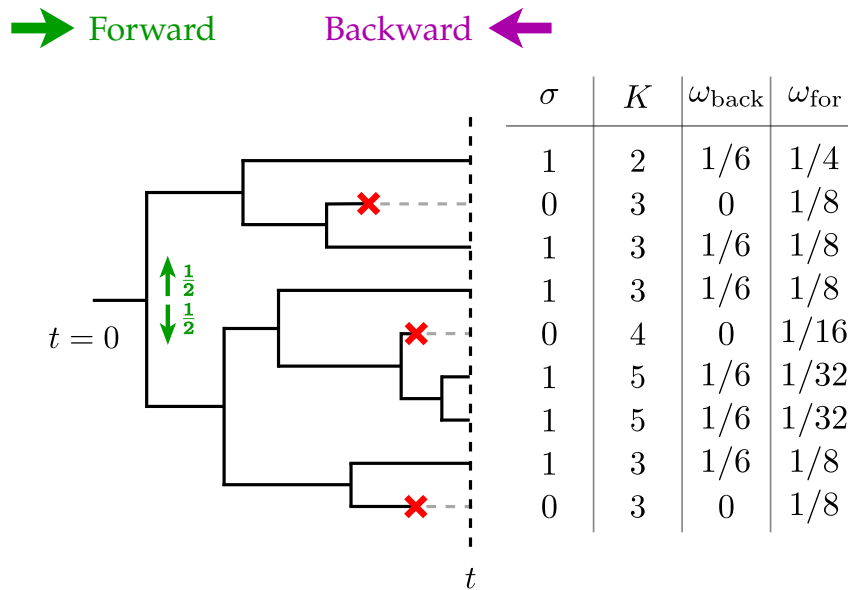 Forward Backward
σ K ω_back ω_for
1 2 1/6 1/4
0 3 0 1/8
1 3 1/6 1/8
1/2
1 3 1/6 1/8
1/2
t = 0
0 4 0 1/16
1 5 1/6 1/32
1 5 1/6 1/32
1 3 1/6 1/8
0 3 0 1/8
t